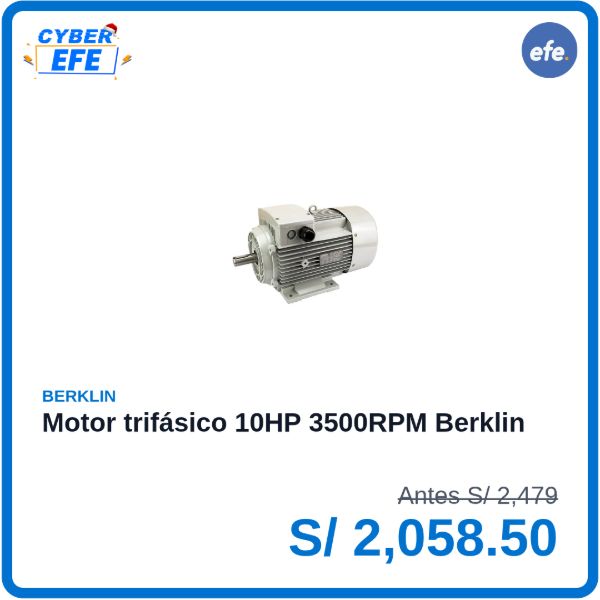 CYBER
EFE
efe.
BERKLIN
Motor trifásico 10HP 3500RPM Berklin
Antes S/ 2,479
S/ 2,058.50